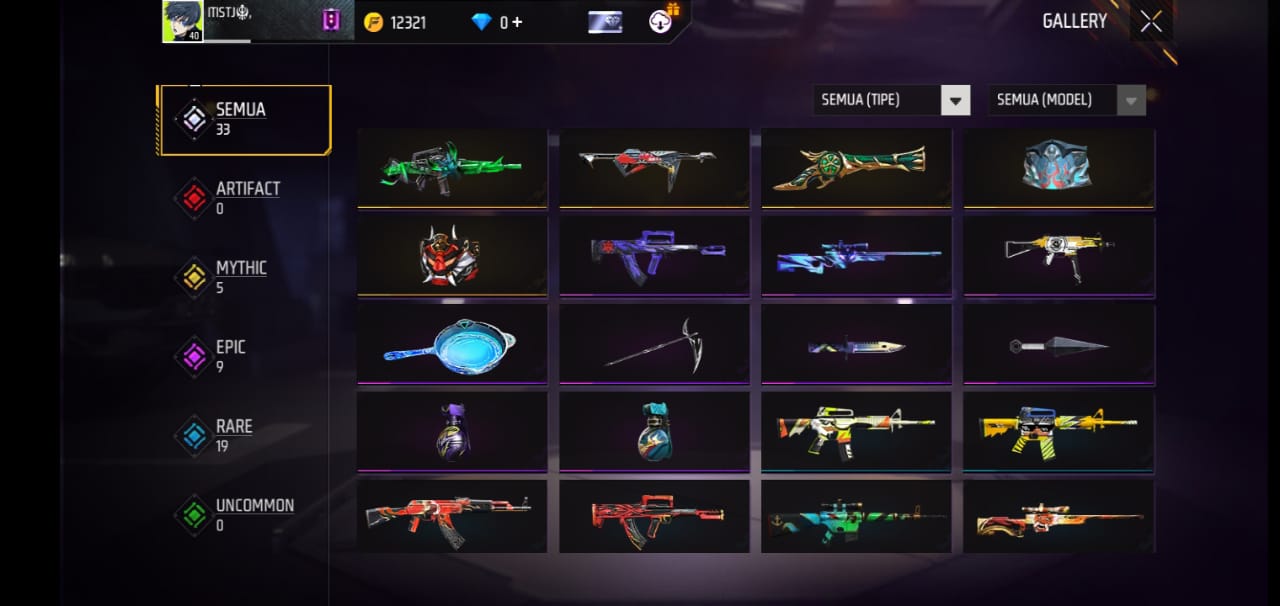 MSTJ
40
12321
0 +
GALLERY
SEMUA
33
SEMUA (TIPE)
SEMUA (MODEL)
ARTIFACT
0
MYTHIC
5
EPIC
9
RARE
19
UNCOMMON
0